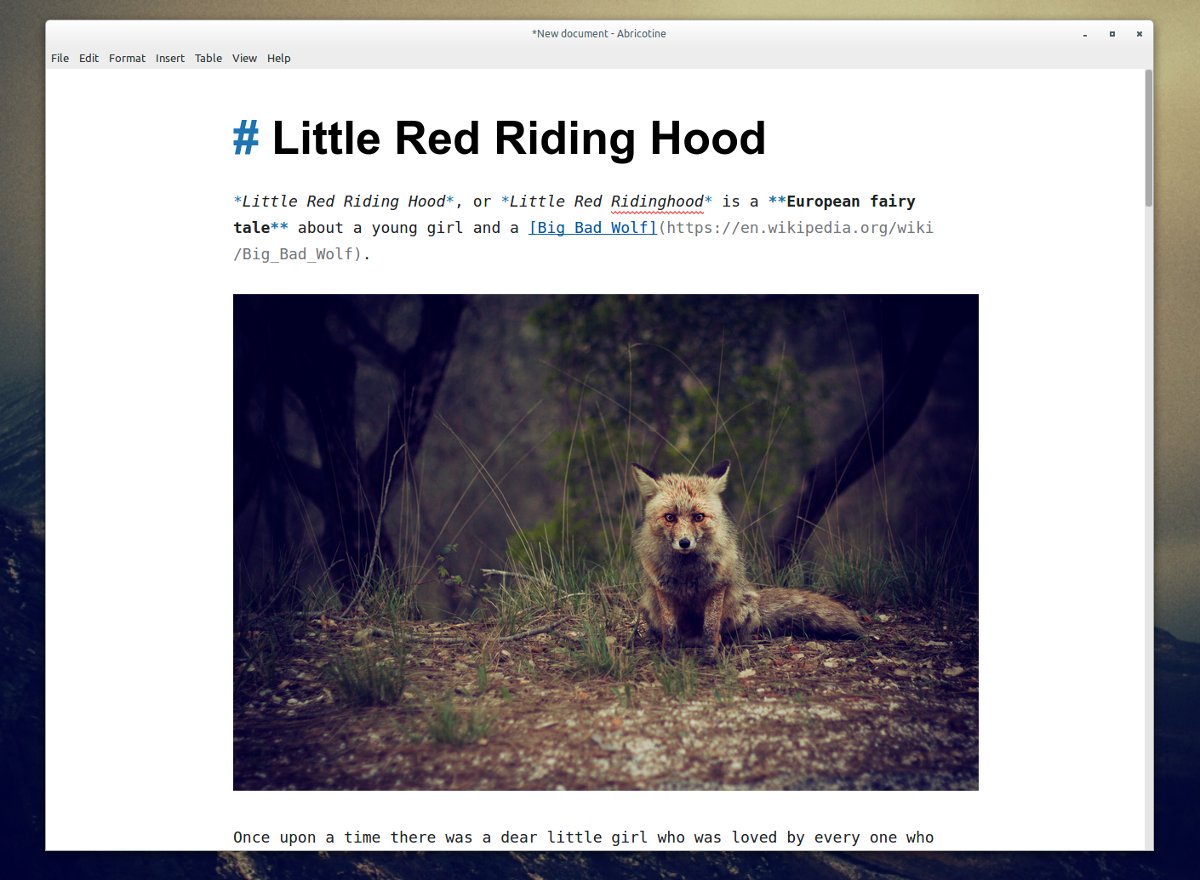 *New document - Abricotine
File Edit Format Insert Table View Help
# Little Red Riding Hood
*Little Red Riding Hood*, or *Little Red Ridinghood* is a **European fairy
tale** about a young girl and a [Big Bad Wolf](https://en.wikipedia.org/wiki
/Big_Bad_Wolf).
Once upon a time there was a dear little girl who was loved by every one who